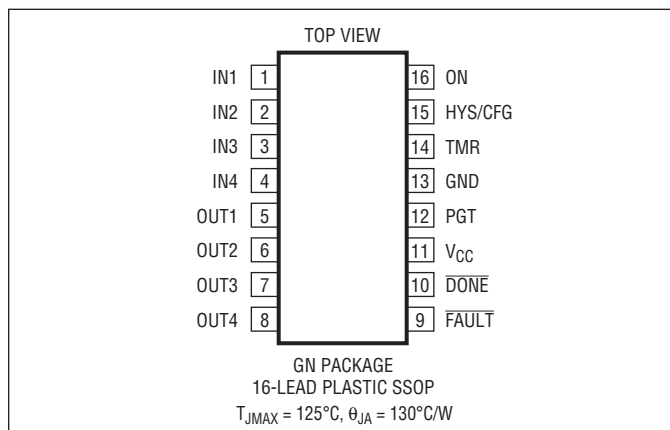 TOP VIEW
IN1 1 16 ON
IN2 2 15 HYS/CFG
IN3 3 14 TMR
IN4 4 13 GND
OUT1 5 12 PGT
OUT2 6 11 VCC
OUT3 7 10 D̅O̅N̅E̅
OUT4 8 9 F̅A̅U̅L̅T̅
GN PACKAGE
16-LEAD PLASTIC SSOP
TJMAX = 125°C, θJA = 130°C/W